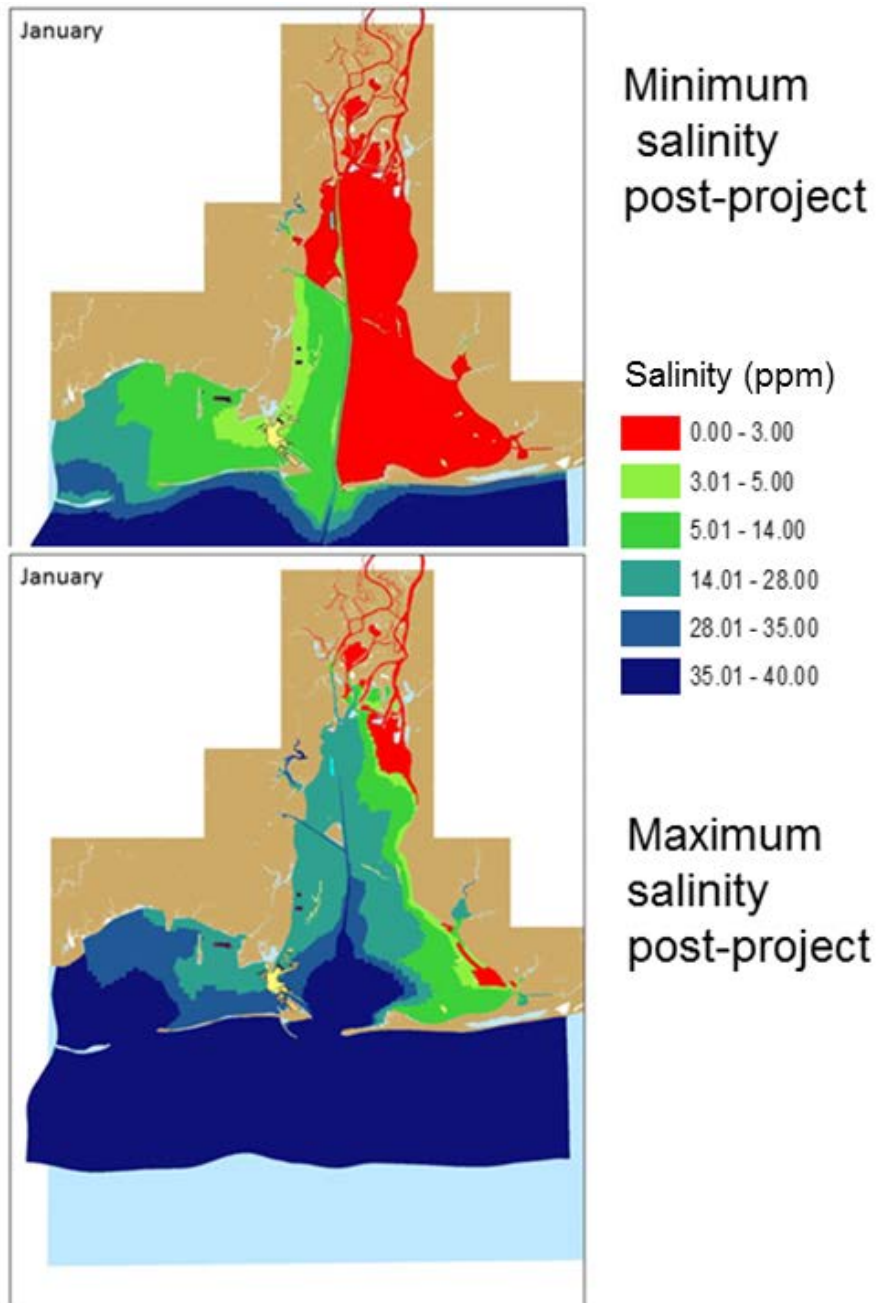 January
Minimum
salinity
post-project
Salinity (ppm)
0.00 - 3.00
3.01 - 5.00
5.01 - 14.00
14.01 - 28.00
28.01 - 35.00
35.01 - 40.00
January
Maximum
salinity
post-project